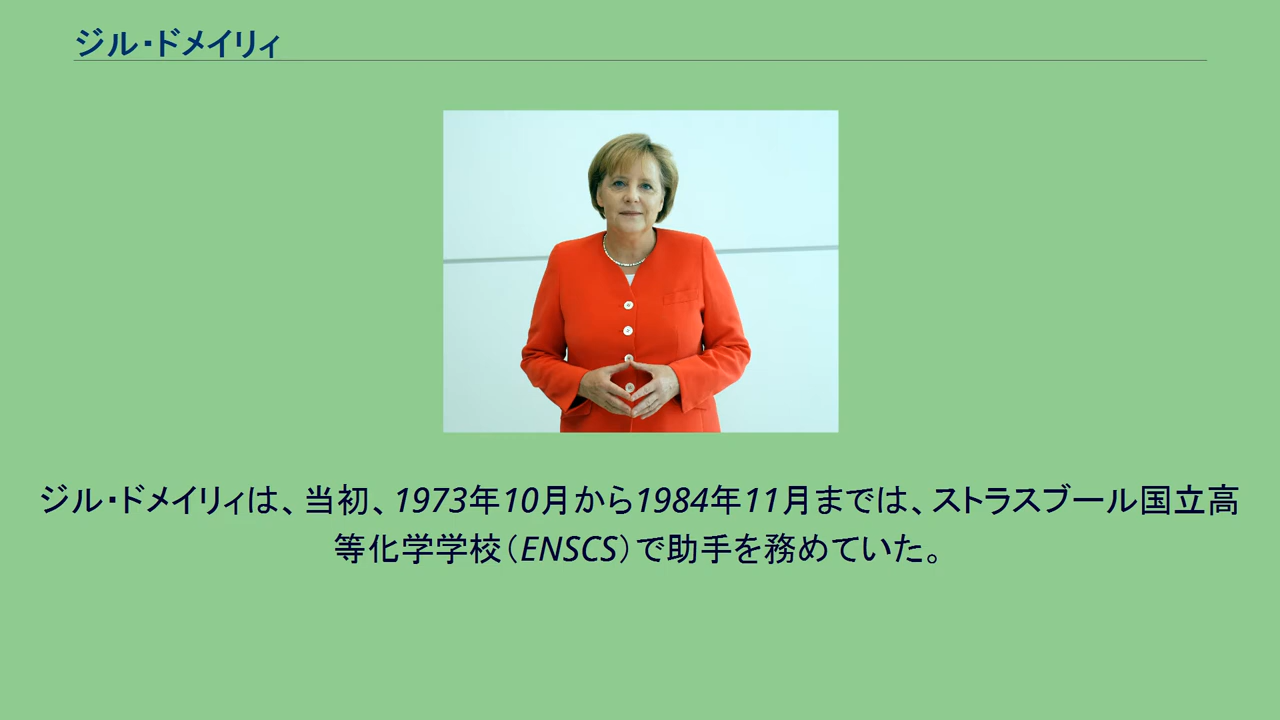 ジル・ドメイリィ
ジル・ドメイリィは、当初、1973年10月から1984年11月までは、ストラスブール国立高
等化学学校（ENSCS）で助手を務めていた。